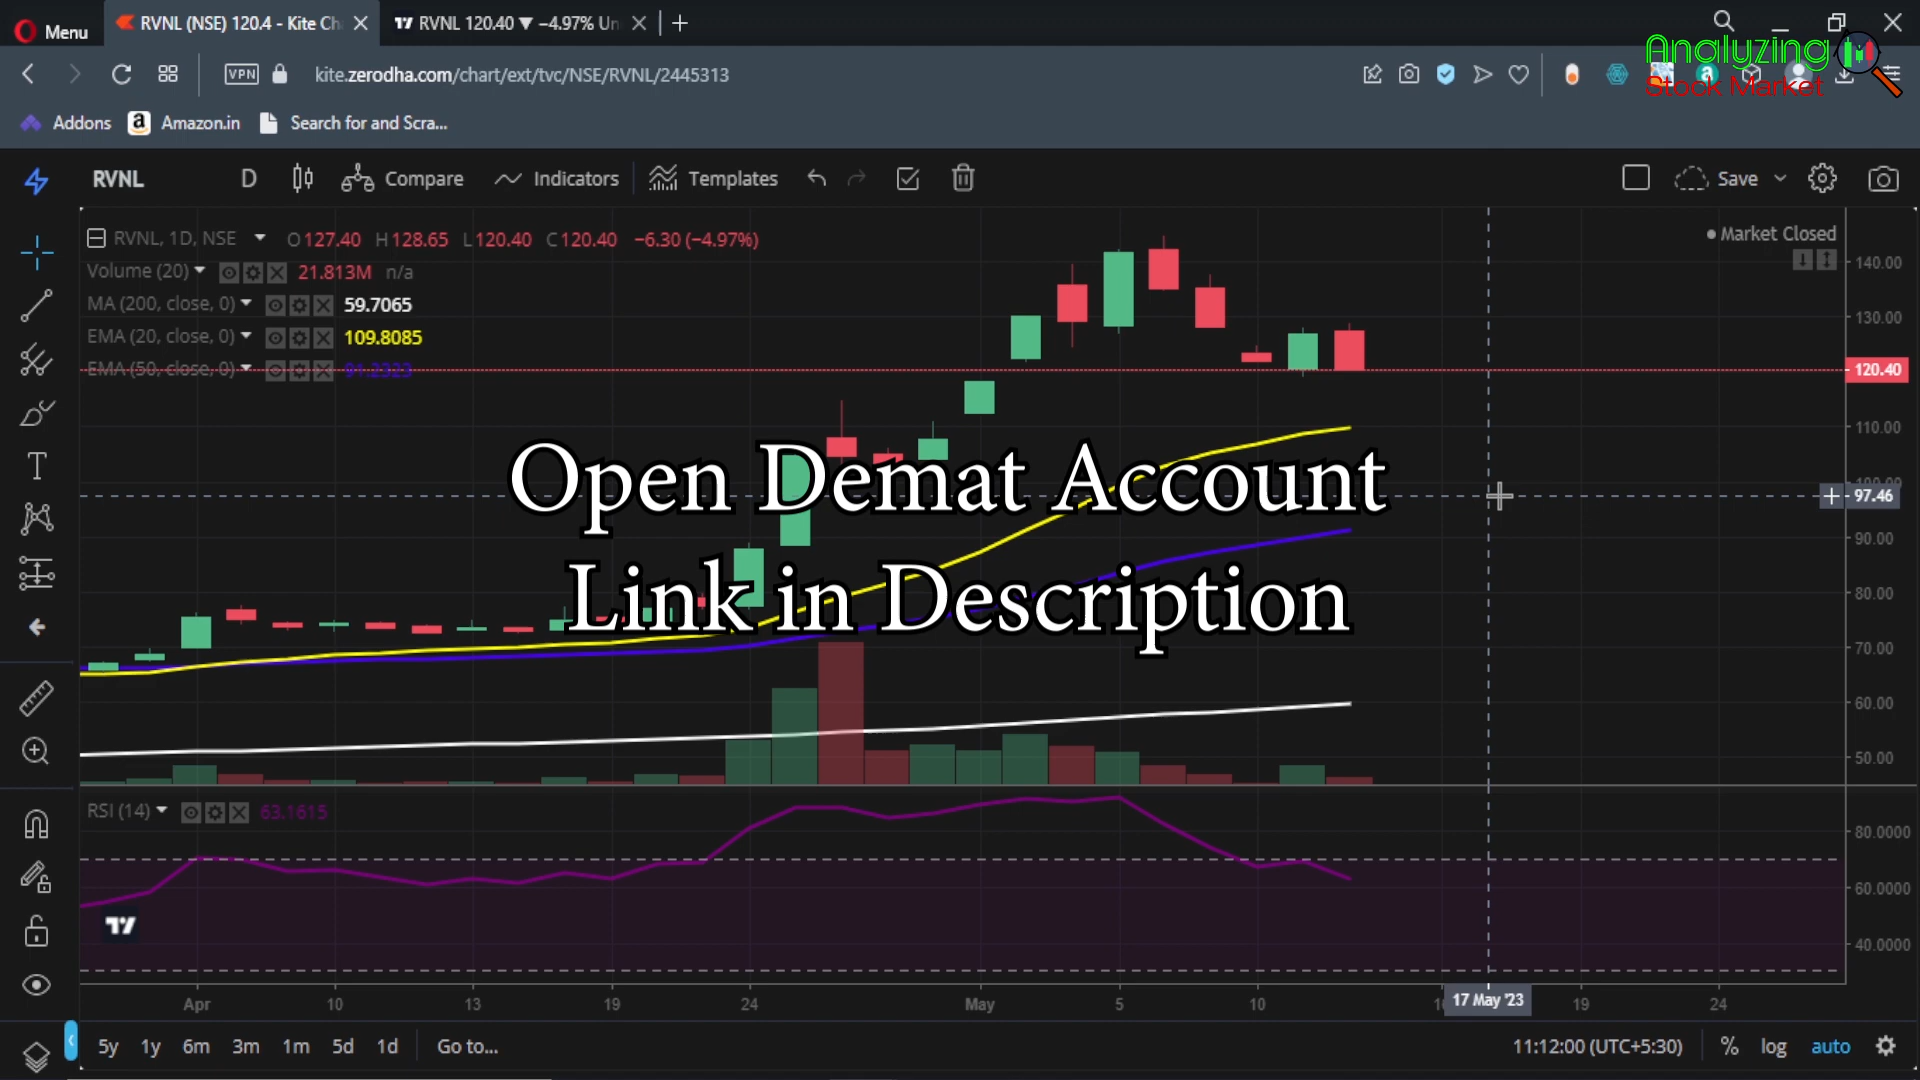 RVNL (NSE) 120.4 - Kite Ch
RVNL 120.40 ▼ −4.97% Un
Menu
Analyzing
Stock Market
VPN
kite.zerodha.com/chart/ext/tvc/NSE/RVNL/2445313
Addons
Amazon.in
Search for and Scra...
RVNL
D
Compare
Indicators
Templates
Save
RVNL, 1D, NSE
O127.40 H128.65 L120.40 C120.40 −6.30 (−4.97%)
Market Closed
Volume (20)
21.813M n/a
MA (200, close, 0)
59.7065
EMA (20, close, 0)
109.8085
EMA (50, close, 0)
91.2323
140.00
130.00
120.40
110.00
100.00
97.46
90.00
80.00
70.00
60.00
50.00
Open Demat Account
Link in Description
RSI (14)
63.1615
80.0000
60.0000
40.0000
Apr
10
13
19
24
May
5
10
17 May '23
19
24
5y 1y 6m 3m 1m 5d 1d Go to...
11:12:00 (UTC+5:30) % log auto